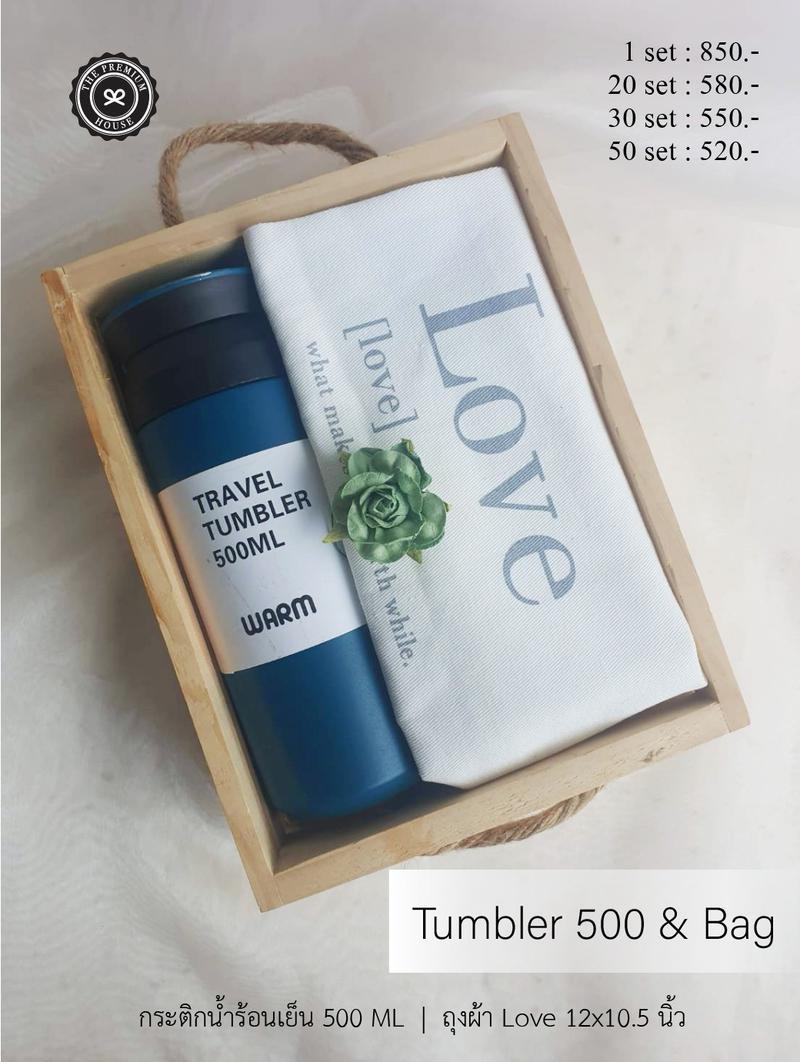 THE PREMIUM
HOUSE
1 set : 850.-
20 set : 580.-
30 set : 550.-
50 set : 520.-
Love
[love]
what mak
th while.
TRAVEL
TUMBLER
500ML
WARM
Tumbler 500 & Bag
กระติกน้ำร้อนเย็น 500 ML | ถุงผ้า Love 12x10.5 นิ้ว